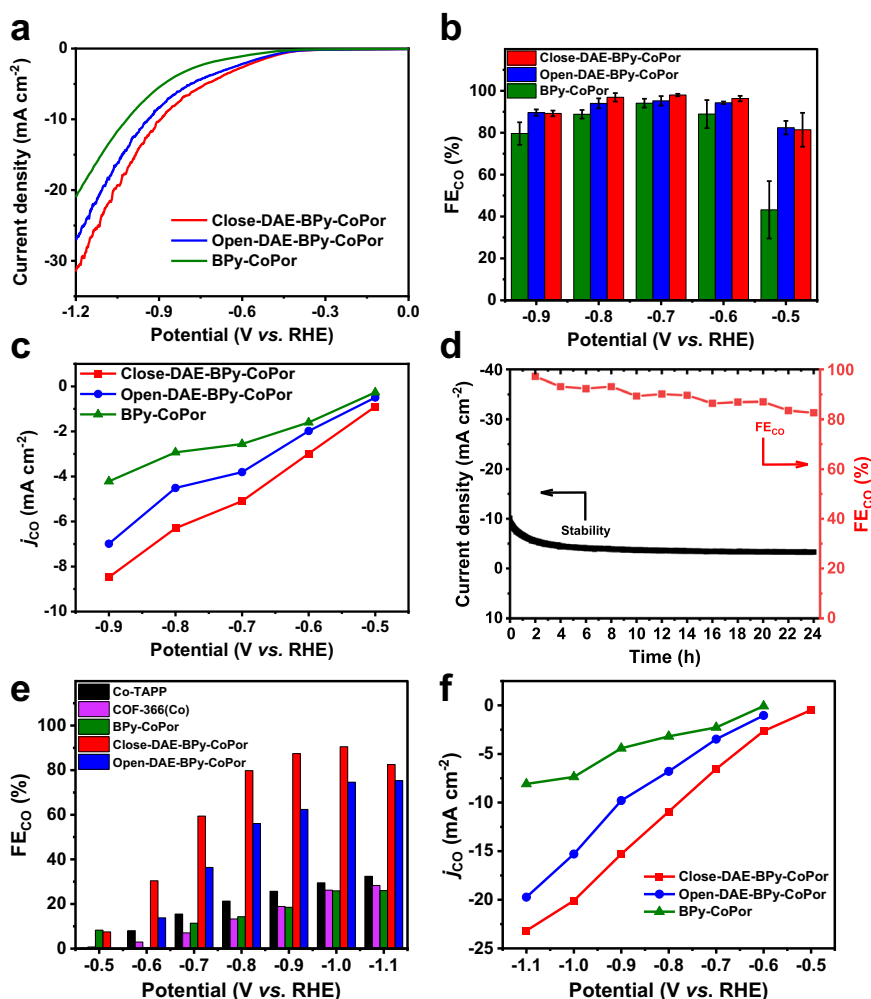 a
Current density (mA cm-2)
0
-10
-20
-30
Close-DAE-BPy-CoPor
Open-DAE-BPy-CoPor
BPy-CoPor
-1.2 -0.9 -0.6 -0.3 0.0
Potential (V vs. RHE)
b
FECO (%)
100
80
60
40
20
0
Close-DAE-BPy-CoPor
Open-DAE-BPy-CoPor
BPy-CoPor
-0.9 -0.8 -0.7 -0.6 -0.5
Potential (V vs. RHE)
c
jCO (mA cm-2)
0
-2
-4
-6
-8
-10
Close-DAE-BPy-CoPor
Open-DAE-BPy-CoPor
BPy-CoPor
-0.9 -0.8 -0.7 -0.6 -0.5
Potential (V vs. RHE)
d
Current density (mA cm-2)
-40
-30
-20
-10
0
10
FECO
Stability
100
80
60
40
20
0
FECO (%)
0 2 4 6 8 10 12 14 16 18 20 22 24
Time (h)
e
FECO (%)
100
80
60
40
20
0
Co-TAPP
COF-366(Co)
BPy-CoPor
Close-DAE-BPy-CoPor
Open-DAE-BPy-CoPor
-0.5 -0.6 -0.7 -0.8 -0.9 -1.0 -1.1
Potential (V vs. RHE)
f
jCO (mA cm-2)
0
-5
-10
-15
-20
-25
Close-DAE-BPy-CoPor
Open-DAE-BPy-CoPor
BPy-CoPor
-1.1 -1.0 -0.9 -0.8 -0.7 -0.6 -0.5
Potential (V vs. RHE)